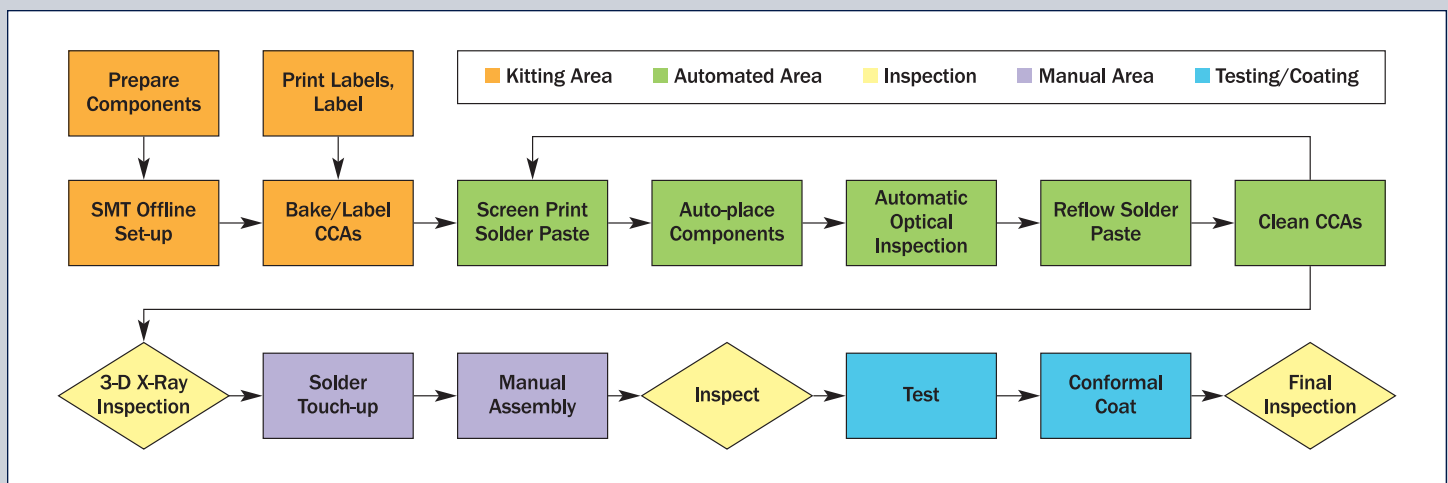 Prepare
Components
Print Labels,
Label
Kitting Area
Automated Area
Inspection
Manual Area
Testing/Coating
SMT Offline
Set-up
Bake/Label
CCAs
Screen Print
Solder Paste
Auto-place
Components
Automatic
Optical
Inspection
Reflow Solder
Paste
Clean CCAs
3-D X-Ray
Inspection
Solder
Touch-up
Manual
Assembly
Inspect
Test
Conformal
Coat
Final
Inspection